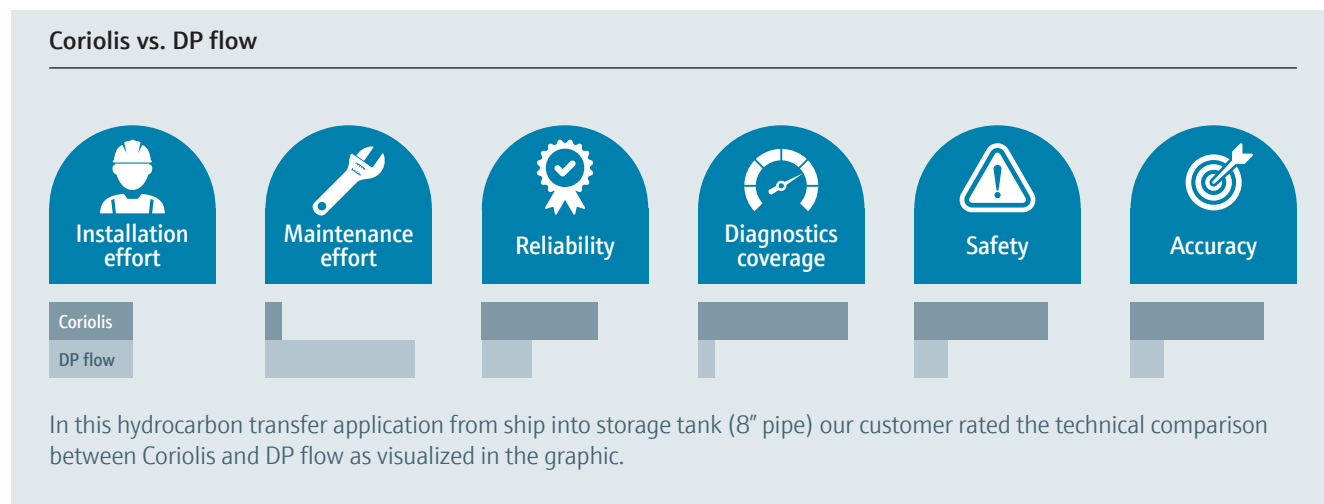 Coriolis vs. DP flow
Installation
effort
Maintenance
effort
Reliability
Diagnostics
coverage
Safety
Accuracy
Coriolis
DP flow
In this hydrocarbon transfer application from ship into storage tank (8″ pipe) our customer rated the technical comparison
between Coriolis and DP flow as visualized in the graphic.